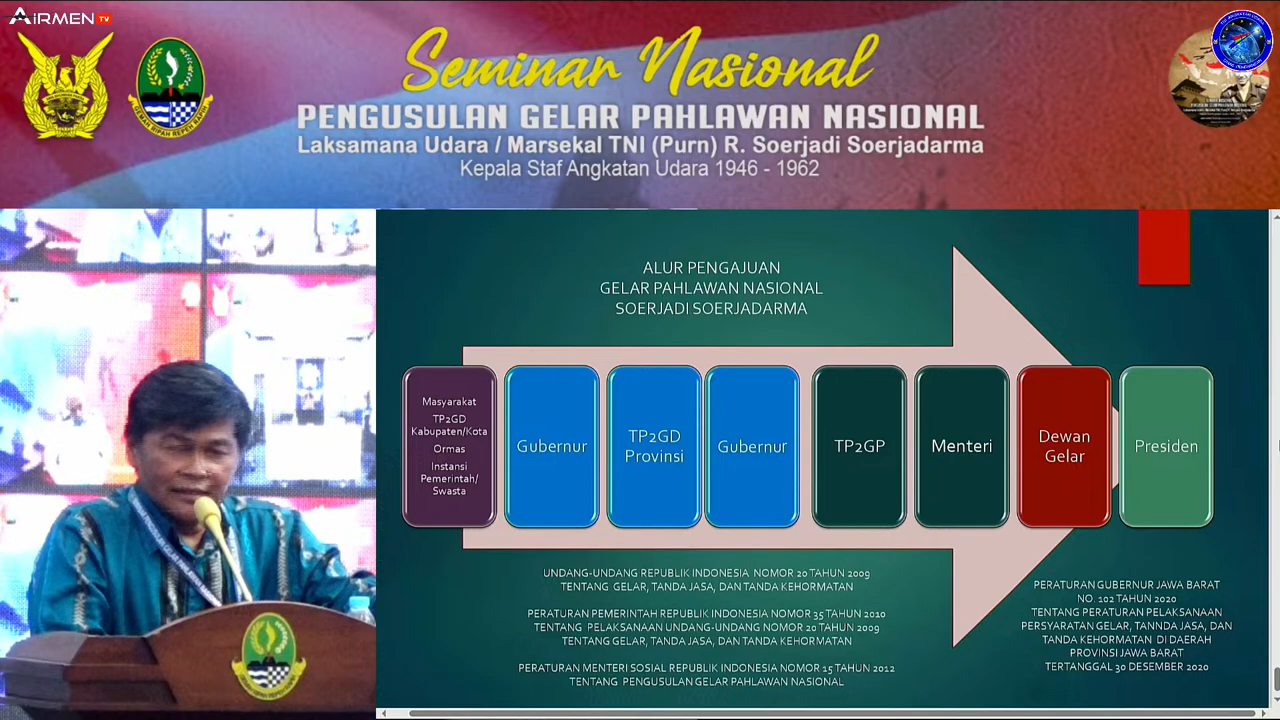 AiRMEN TV
Seminar Nasional
PENGUSULAN GELAR PAHLAWAN NASIONAL
Laksamana Udara / Marsekal TNI (Purn) R. Soerjadi Soerjadarma
Kepala Staf Angkatan Udara 1946 - 1962
ALUR PENGAJUAN
GELAR PAHLAWAN NASIONAL
SOERJADI SOERJADARMA
Masyarakat
TP2GD
Kabupaten/Kota
Ormas
Instansi
Pemerintah/
Swasta
Gubernur
TP2GD
Provinsi
Gubernur
TP2GP
Menteri
Dewan
Gelar
Presiden
UNDANG-UNDANG REPUBLIK INDONESIA NOMOR 20 TAHUN 2009
TENTANG GELAR, TANDA JASA, DAN TANDA KEHORMATAN
PERATURAN PEMERINTAH REPUBLIK INDONESIA NOMOR 35 TAHUN 2010
TENTANG PELAKSANAAN UNDANG-UNDANG NOMOR 20 TAHUN 2009
TENTANG GELAR, TANDA JASA, DAN TANDA KEHORMATAN
PERATURAN MENTERI SOSIAL REPUBLIK INDONESIA NOMOR 15 TAHUN 2012
TENTANG PENGUSULAN GELAR PAHLAWAN NASIONAL
PERATURAN GUBERNUR JAWA BARAT
NO. 102 TAHUN 2020
TENTANG PERATURAN PELAKSANAAN
PERSYARATAN GELAR, TANNDA JASA, DAN
TANDA KEHORMATAN DI DAERAH
PROVINSI JAWA BARAT
TERTANGGAL 30 DESEMBER 2020